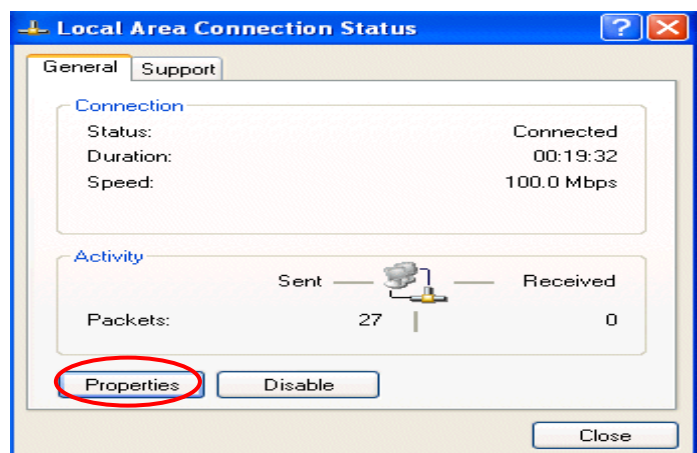 Local Area Connection Status
General Support
Connection
Status: Connected
Duration: 00:19:32
Speed: 100.0 Mbps
Activity
Sent Received
Packets: 27 0
Properties Disable
Close